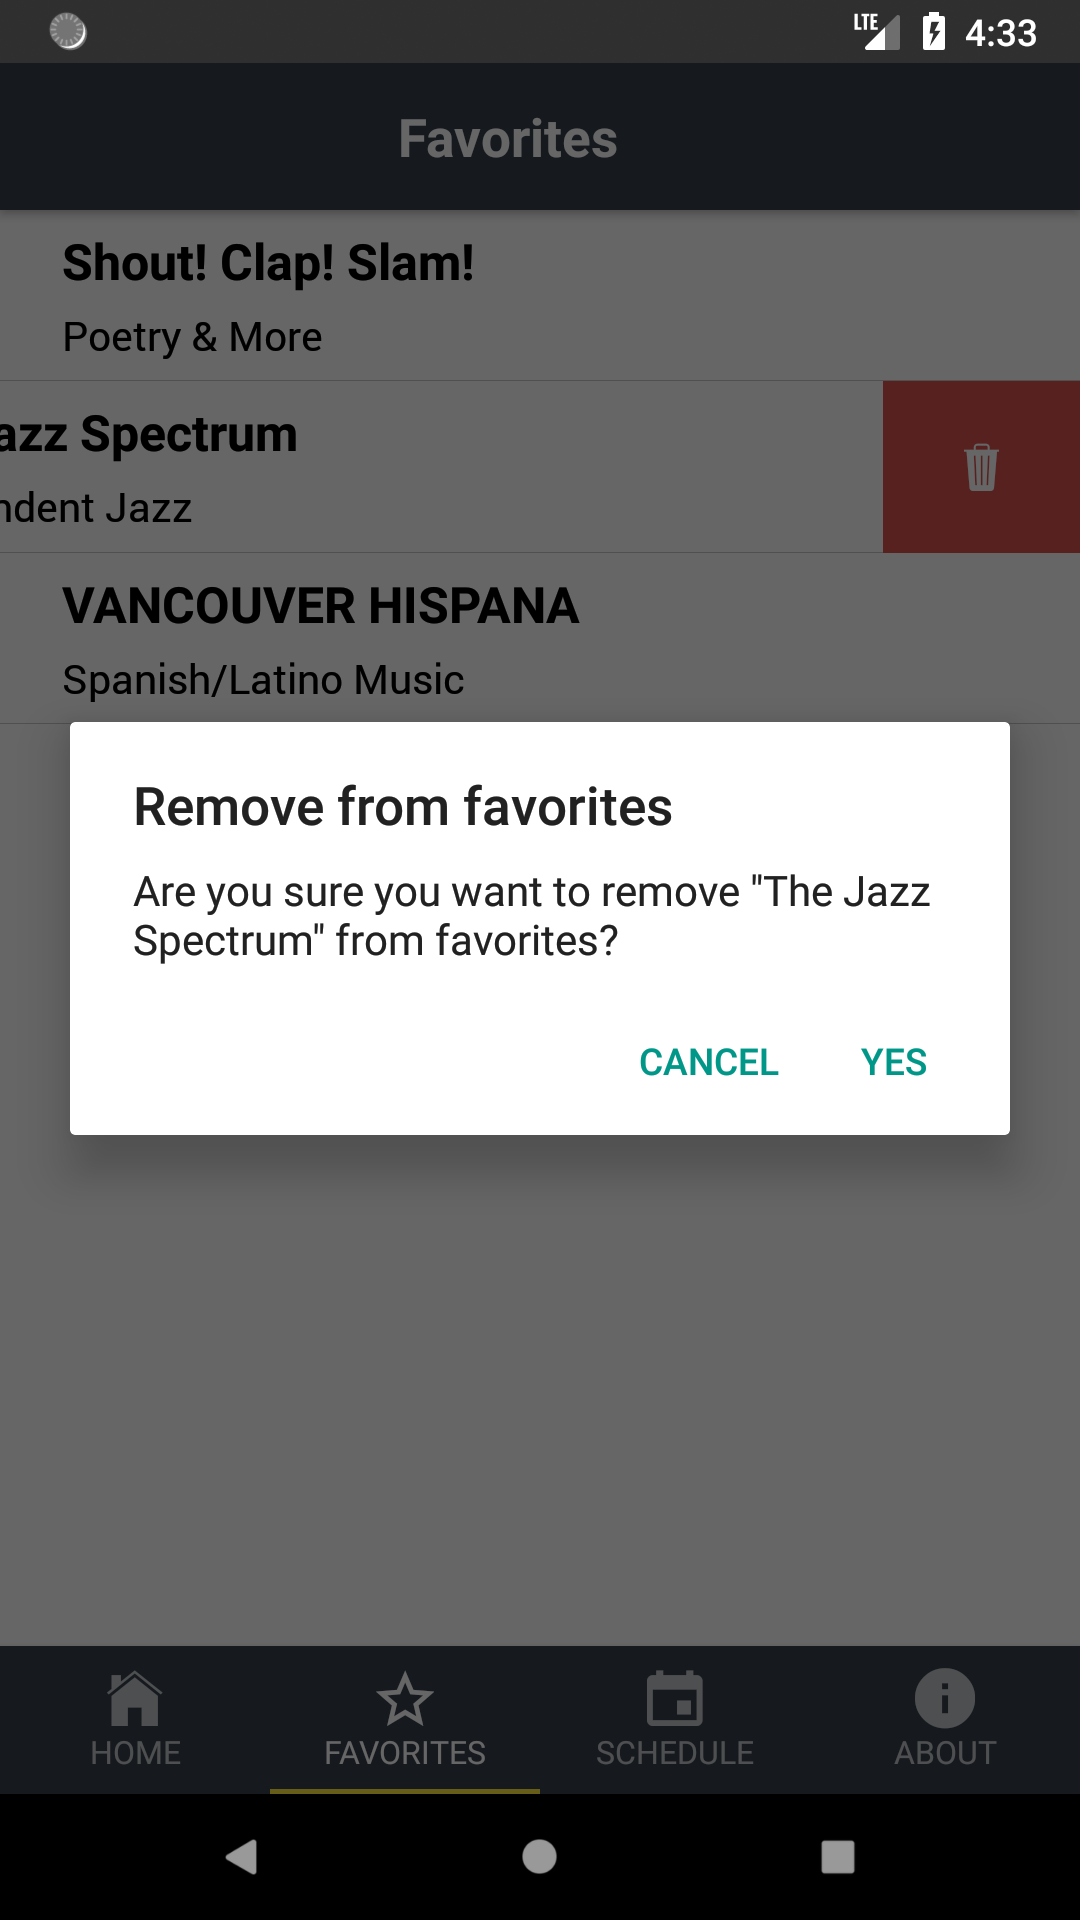 LTE 4:33
Favorites
Shout! Clap! Slam!
Poetry & More
azz Spectrum
ndent Jazz
VANCOUVER HISPANA
Spanish/Latino Music
Remove from favorites
Are you sure you want to remove "The Jazz
Spectrum" from favorites?
CANCEL YES
HOME FAVORITES SCHEDULE ABOUT